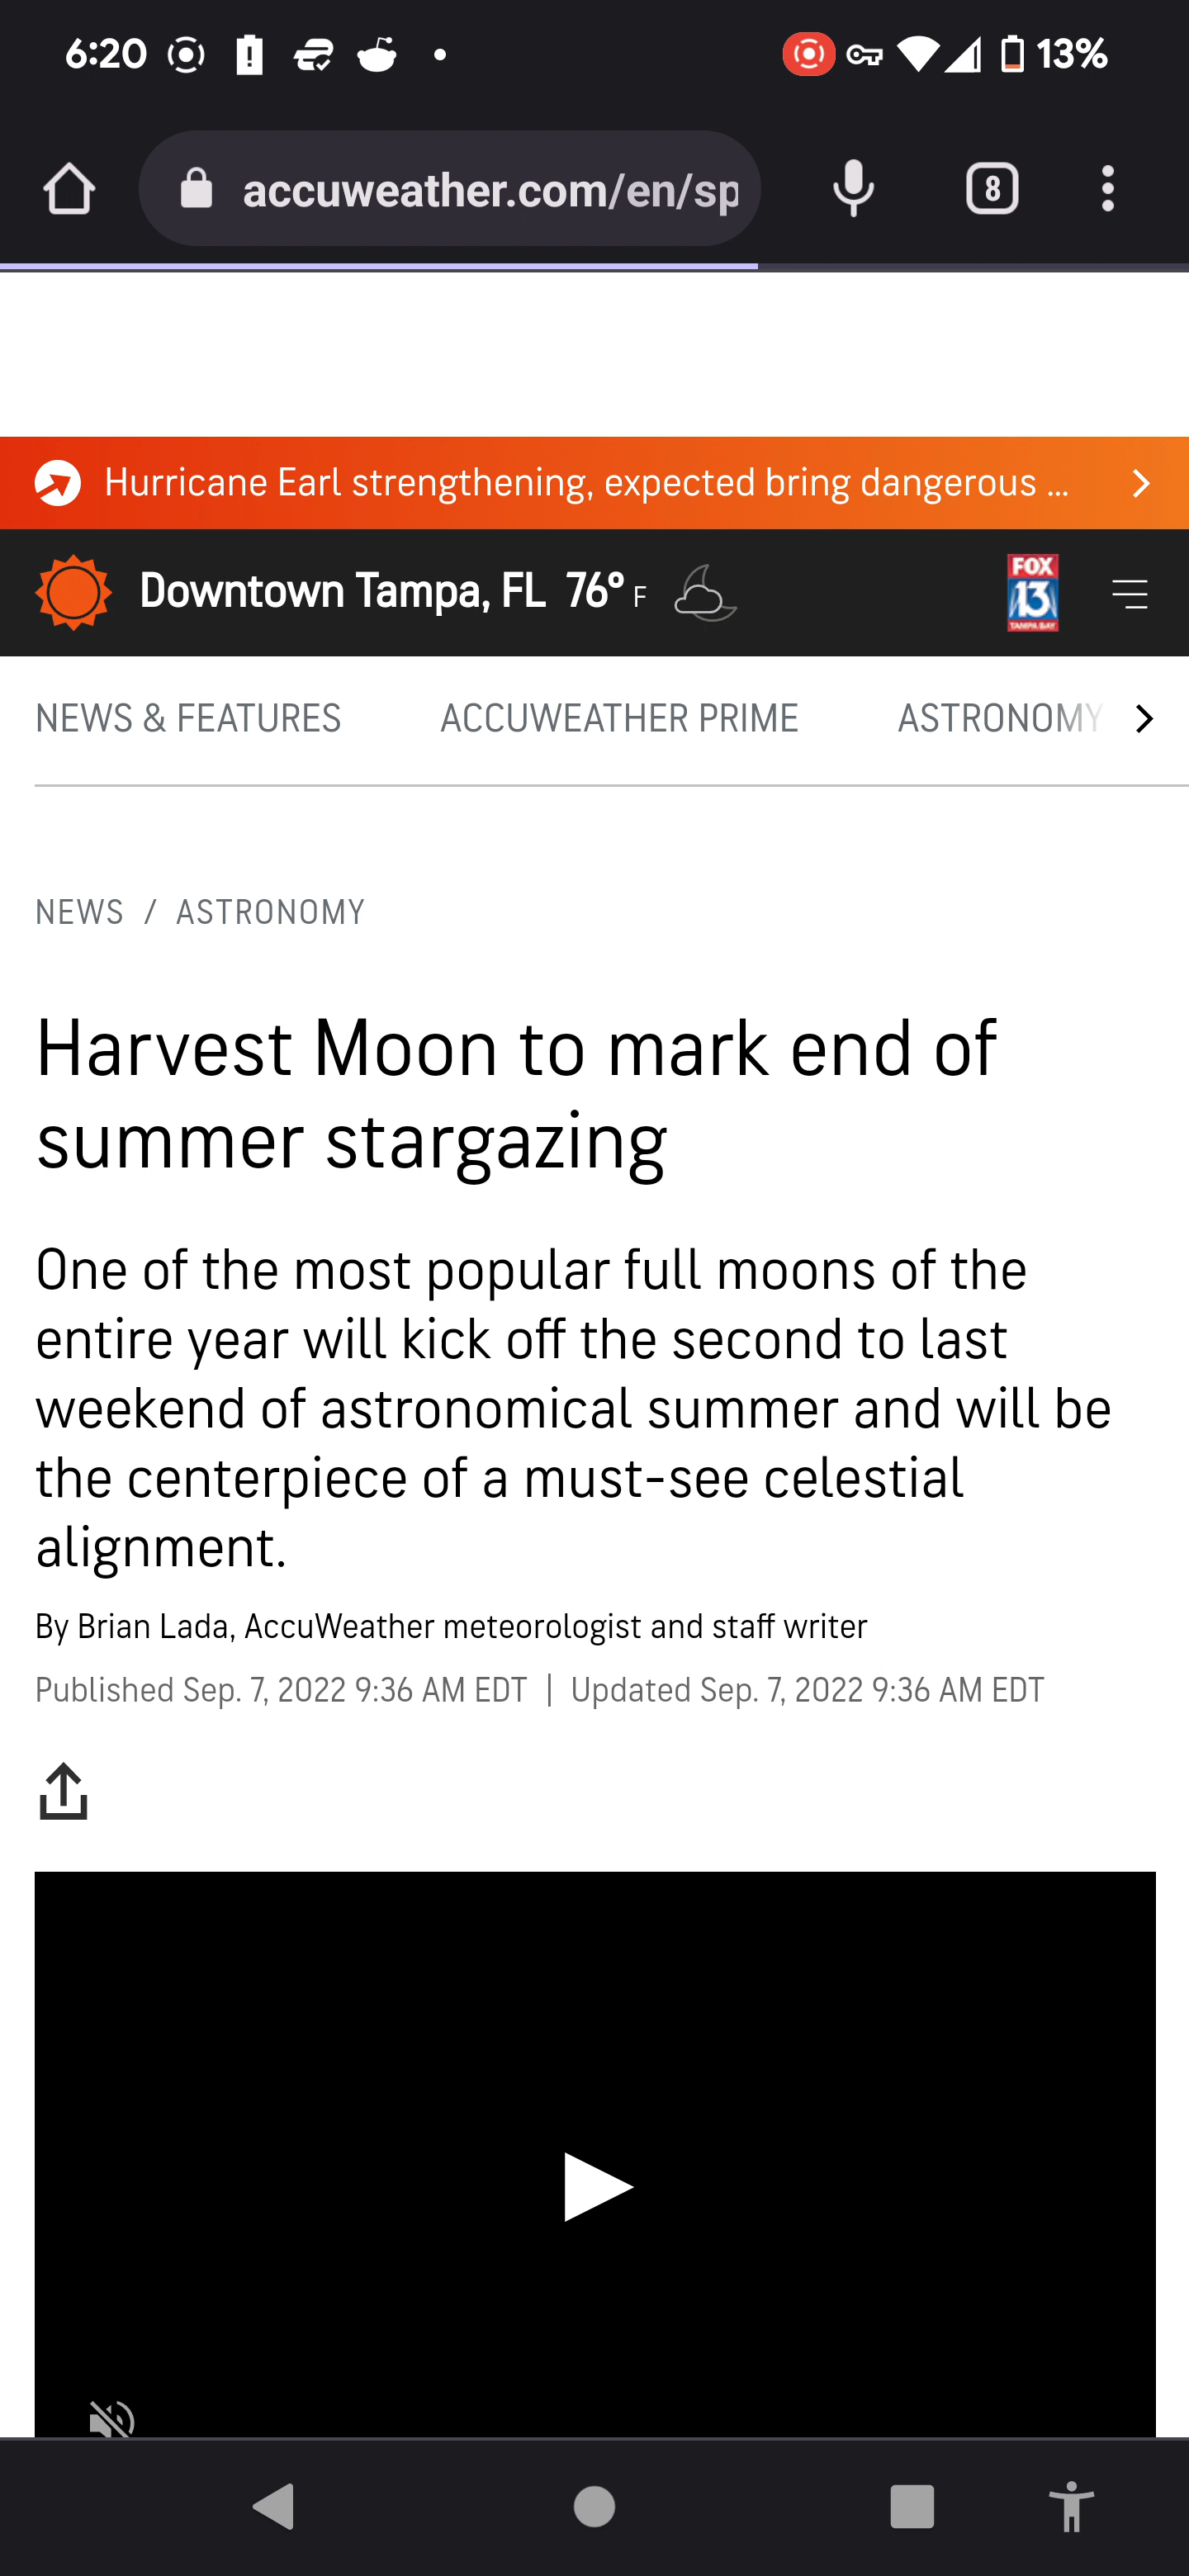 6:20
13%
accuweather.com/en/sp
8
Hurricane Earl strengthening, expected bring dangerous ...
Downtown Tampa, FL 76° F
FOX
13
TAMPA BAY
NEWS & FEATURES ACCUWEATHER PRIME ASTRONOMY
NEWS / ASTRONOMY
Harvest Moon to mark end of
summer stargazing
One of the most popular full moons of the
entire year will kick off the second to last
weekend of astronomical summer and will be
the centerpiece of a must-see celestial
alignment.
By Brian Lada, AccuWeather meteorologist and staff writer
Published Sep. 7, 2022 9:36 AM EDT | Updated Sep. 7, 2022 9:36 AM EDT